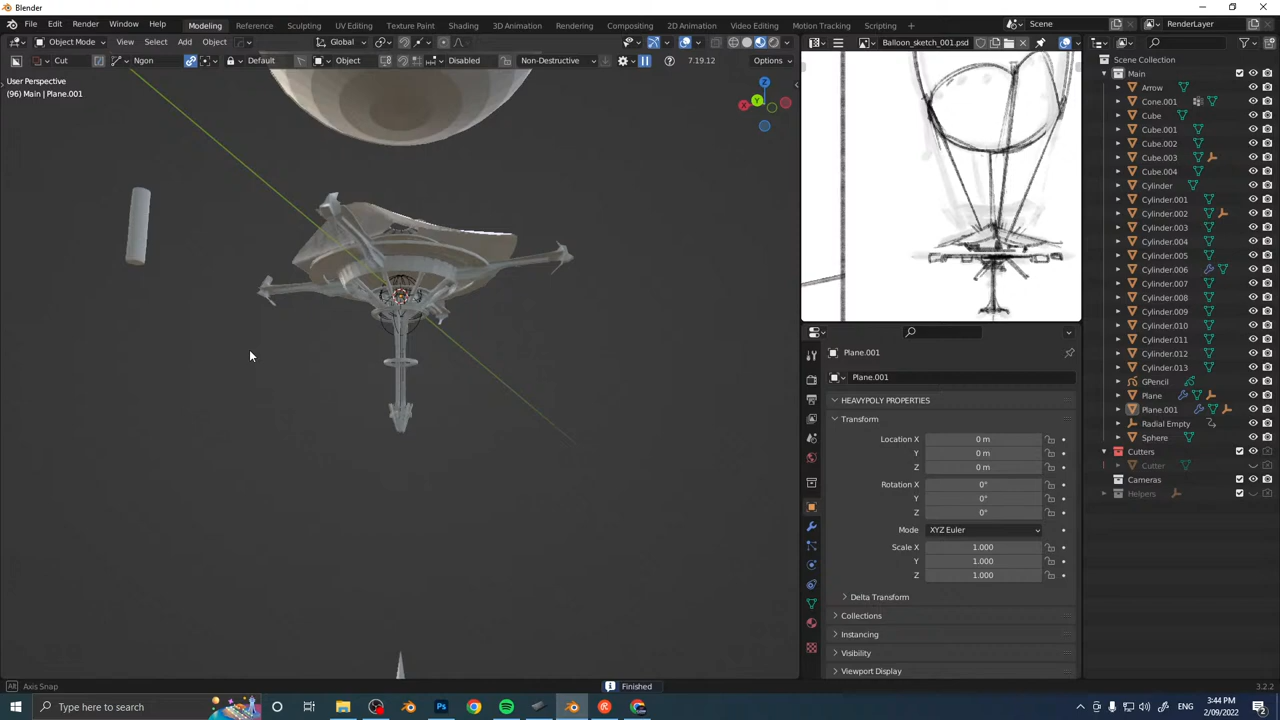 Blender
File Edit Render Window Help Modeling Reference Sculpting UV Editing Texture Paint Shading Animation Rendering Compositing 2D Animation Video Editing Motion Tracking Scripting + Scene RenderLayer
Object Mode Edit View Select Add Object Global Balloon_sketch_001.psd
Cut Ngon Default Object Disabled Non-Destructive 7.19.12 Options
User Perspective
(96) Main | Plane.001
Z
Y
X
Scene Collection
Main
Arrow
Cone.001
Cube
Cube.001
Cube.002
Cube.003
Cube.004
Cylinder
Cylinder.001
Cylinder.002
Cylinder.003
Cylinder.004
Cylinder.005
Cylinder.006
Cylinder.007
Cylinder.008
Cylinder.009
Cylinder.010
Cylinder.011
Cylinder.012
Cylinder.013
GPencil
Plane
Plane.001
Radial Empty
Sphere
Cutters
Cutter
Cameras
Helpers
Plane.001
Plane.001
HEAVYPOLY PROPERTIES
Transform
Location X 0 m
Y 0 m
Z 0 m
Rotation X 0°
Y 0°
Z 0°
Mode XYZ Euler
Scale X 1.000
Y 1.000
Z 1.000
Delta Transform
Collections
Instancing
Visibility
Viewport Display
Alt Axis Snap Finished 3.2.2
Type here to search
ENG
3:44 PM
2/09/2022